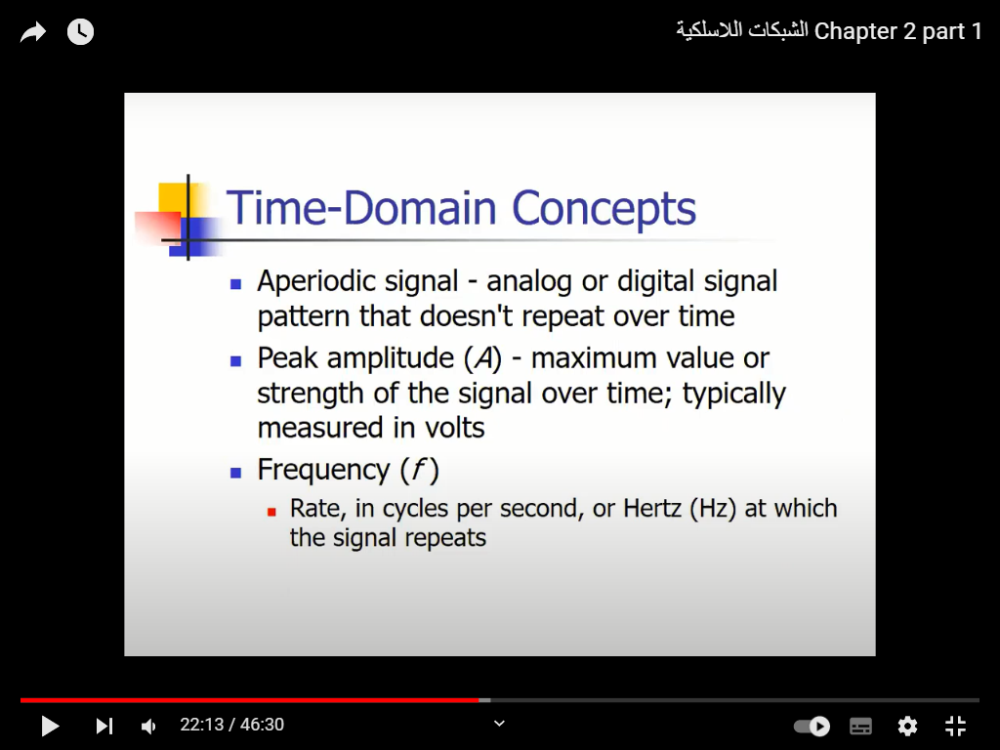 الشبكات اللاسلكية Chapter 2 part 1
Time-Domain Concepts
Aperiodic signal - analog or digital signal
pattern that doesn't repeat over time
Peak amplitude (A) - maximum value or
strength of the signal over time; typically
measured in volts
Frequency (f )
Rate, in cycles per second, or Hertz (Hz) at which
the signal repeats
22:13 / 46:30